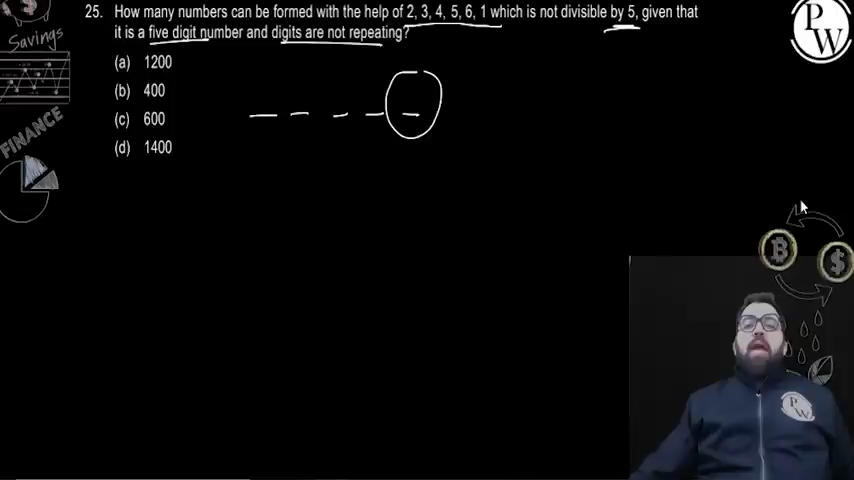 25. How many numbers can be formed with the help of 2, 3, 4, 5, 6, 1 which is not divisible by 5, given that
it is a five digit number and digits are not repeating?
(a) 1200
(b) 400
(c) 600
(d) 1400
Savings
FINANCE
PW
B
$
PW